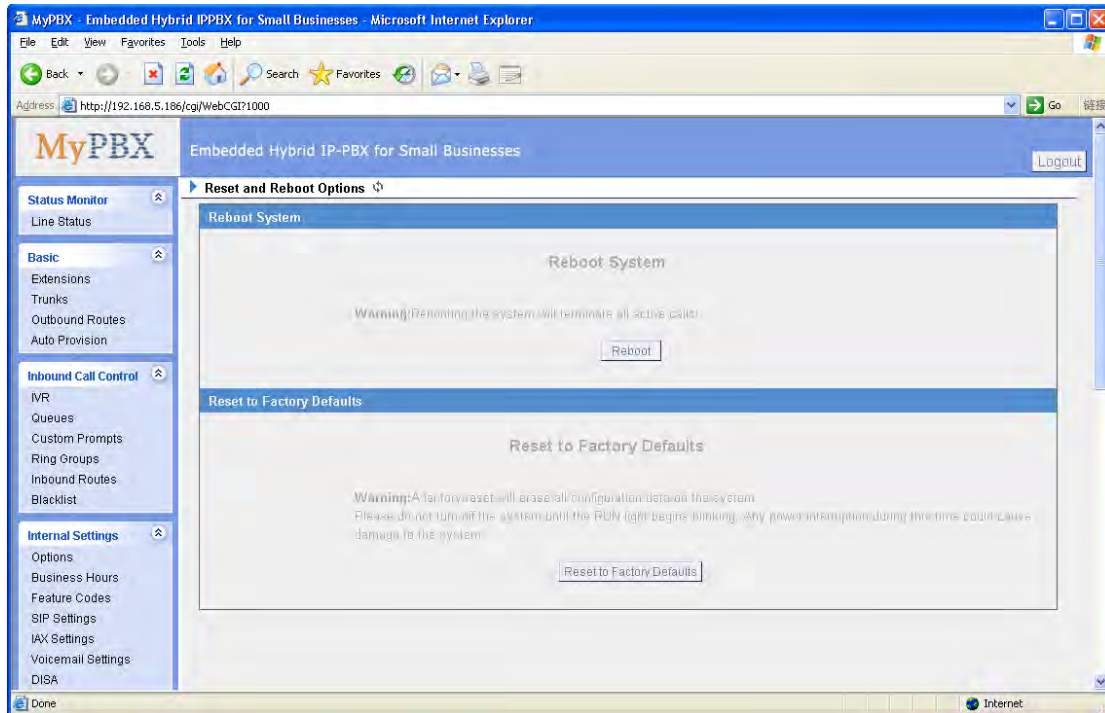 MyPBX - Embedded Hybrid IPPBX for Small Businesses - Microsoft Internet Explorer
File Edit View Favorites Tools Help
Back Search Favorites
Address http://192.168.5.186/cgi/WebCGI?1000 Go 链接
MyPBX
Embedded Hybrid IP-PBX for Small Businesses
Logout
Status Monitor
Line Status
Basic
Extensions
Trunks
Outbound Routes
Auto Provision
Inbound Call Control
IVR
Queues
Custom Prompts
Ring Groups
Inbound Routes
Blacklist
Internal Settings
Options
Business Hours
Feature Codes
SIP Settings
IAX Settings
Voicemail Settings
DISA
Reset and Reboot Options
Reboot System
Reboot System
Warning:Rebooting the system will terminate all active calls!
Reboot
Reset to Factory Defaults
Reset to Factory Defaults
Warning:A factory reset will erase all configuration data on the system.
Please do not turn off the system until the RUN light begins blinking. Any power interruption during this time could cause
damage to the system.
Reset to Factory Defaults
Done
Internet